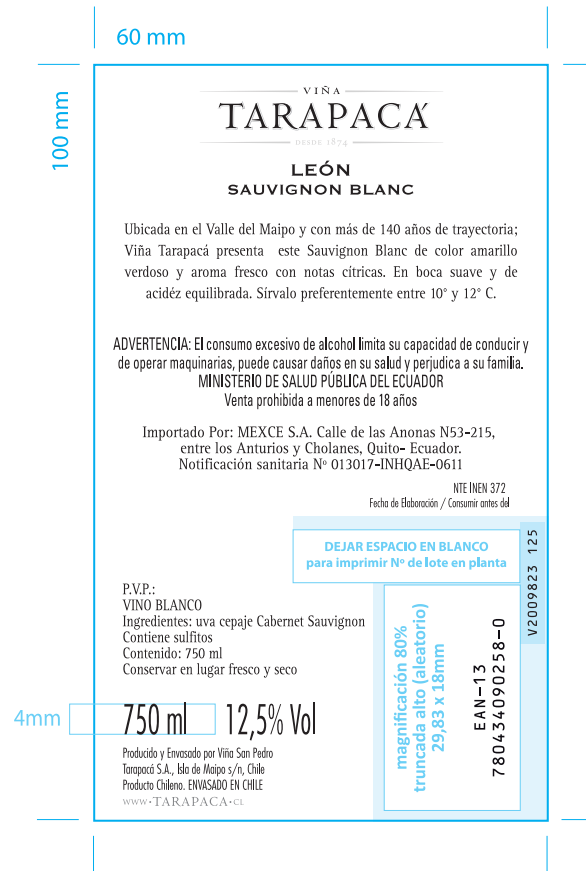 60 mm
100 mm
VIÑA
TARAPACÁ
DESDE 1874
LEÓN
SAUVIGNON BLANC
Ubicada en el Valle del Maipo y con más de 140 años de trayectoria;
Viña Tarapacá presenta este Sauvignon Blanc de color amarillo
verdoso y aroma fresco con notas cítricas. En boca suave y de
acidéz equilibrada. Sírvalo preferentemente entre 10° y 12° C.
ADVERTENCIA: El consumo excesivo de alcohol limita su capacidad de conducir y
de operar maquinarias, puede causar daños en su salud y perjudica a su familia.
MINISTERIO DE SALUD PÚBLICA DEL ECUADOR
Venta prohibida a menores de 18 años
Importado Por: MEXCE S.A. Calle de las Anonas N53-215,
entre los Anturios y Cholanes, Quito- Ecuador.
Notificación sanitaria Nº 013017-INHQAE-0611
NTE INEN 372
Fecha de Elaboración / Consumir antes del
DEJAR ESPACIO EN BLANCO
para imprimir Nº de lote en planta
V2009823 125
P.V.P.:
VINO BLANCO
Ingredientes: uva cepaje Cabernet Sauvignon
Contiene sulfitos
Contenido: 750 ml
Conservar en lugar fresco y seco
magnificación 80%
truncada alto (aleatorio)
29,83 x 18mm
EAN-13
7804340902580-0
4mm
750 ml 12,5% Vol
Producido y Envasado por Viña San Pedro
Tarapacá S.A., Isla de Maipo s/n, Chile
Producto Chileno. ENVASADO EN CHILE
WWW·TARAPACA·CL